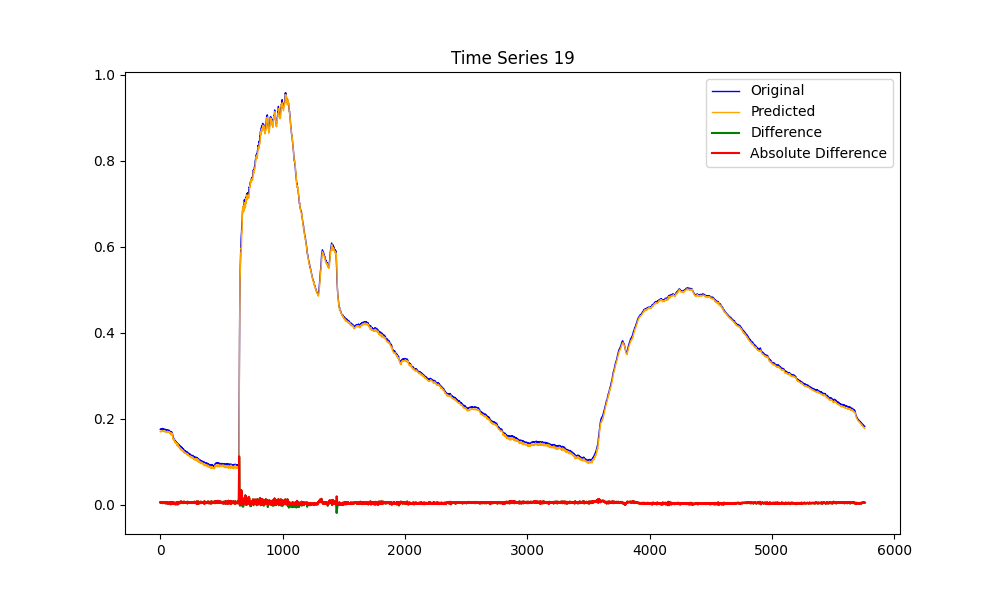 Time Series 19
Original
Predicted
Difference
Absolute Difference
1.0
0.8
0.6
0.4
0.2
0.0
0 1000 2000 3000 4000 5000 6000